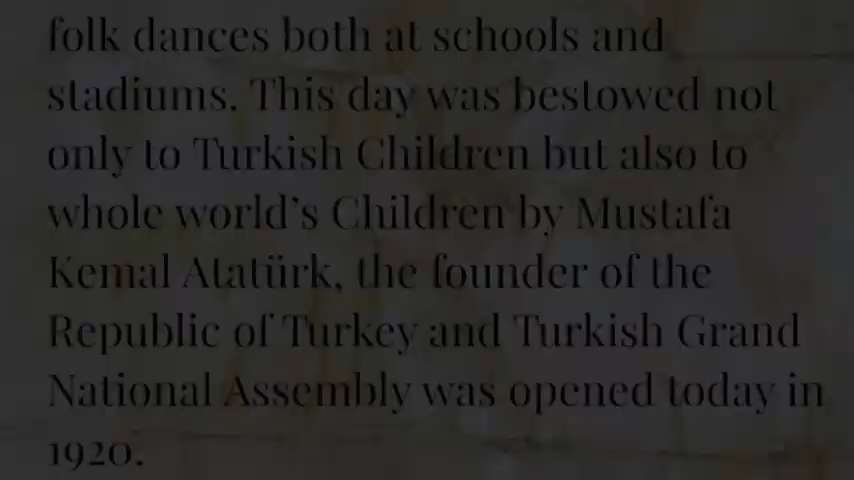 folk dances both at schools and
stadiums. This day was bestowed not
only to Turkish Children but also to
whole world’s Children by Mustafa
Kemal Atatürk, the founder of the
Republic of Turkey and Turkish Grand
National Assembly was opened today in
1920.